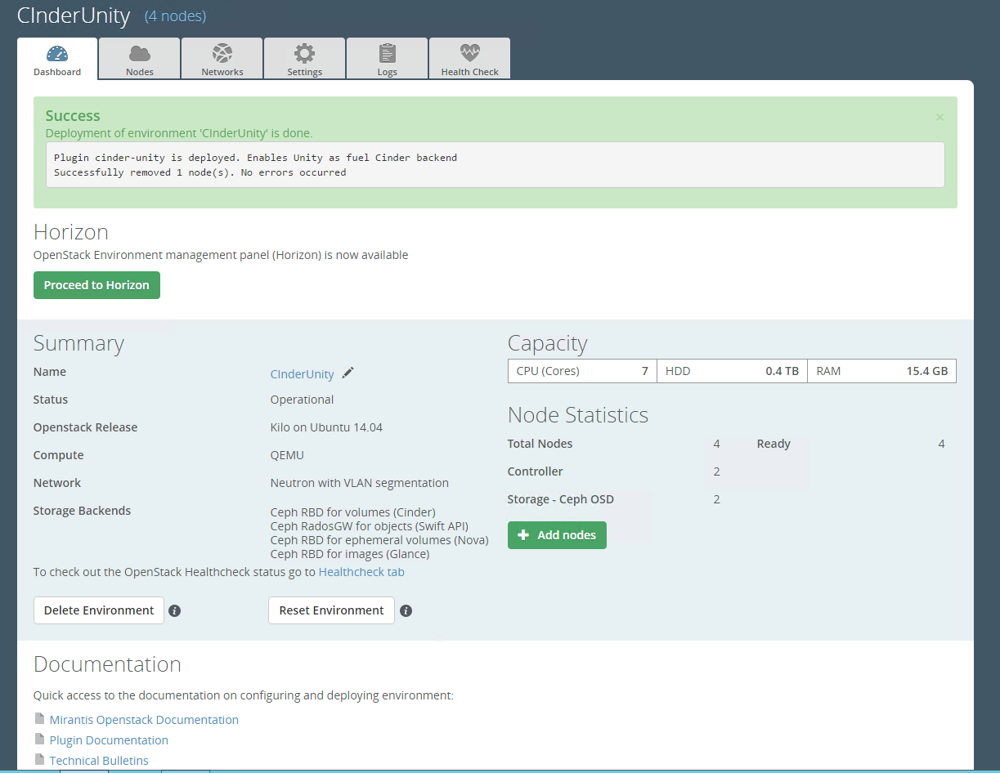 CInderUnity (4 nodes)
Dashboard Nodes Networks Settings Logs Health Check
Success ×
Deployment of environment 'CInderUnity' is done.
Plugin cinder-unity is deployed. Enables Unity as fuel Cinder backend
Successfully removed 1 node(s). No errors occurred
Horizon
OpenStack Environment management panel (Horizon) is now available
Proceed to Horizon
Summary
Name CInderUnity
Status Operational
Openstack Release Kilo on Ubuntu 14.04
Compute QEMU
Network Neutron with VLAN segmentation
Storage Backends Ceph RBD for volumes (Cinder)
Ceph RadosGW for objects (Swift API)
Ceph RBD for ephemeral volumes (Nova)
Ceph RBD for images (Glance)
To check out the OpenStack Healthcheck status go to Healthcheck tab
Delete Environment Reset Environment
Capacity
CPU (Cores) 7 HDD 0.4 TB RAM 15.4 GB
Node Statistics
Total Nodes 4 Ready 4
Controller 2
Storage - Ceph OSD 2
Add nodes
Documentation
Quick access to the documentation on configuring and deploying environment:
Mirantis Openstack Documentation
Plugin Documentation
Technical Bulletins